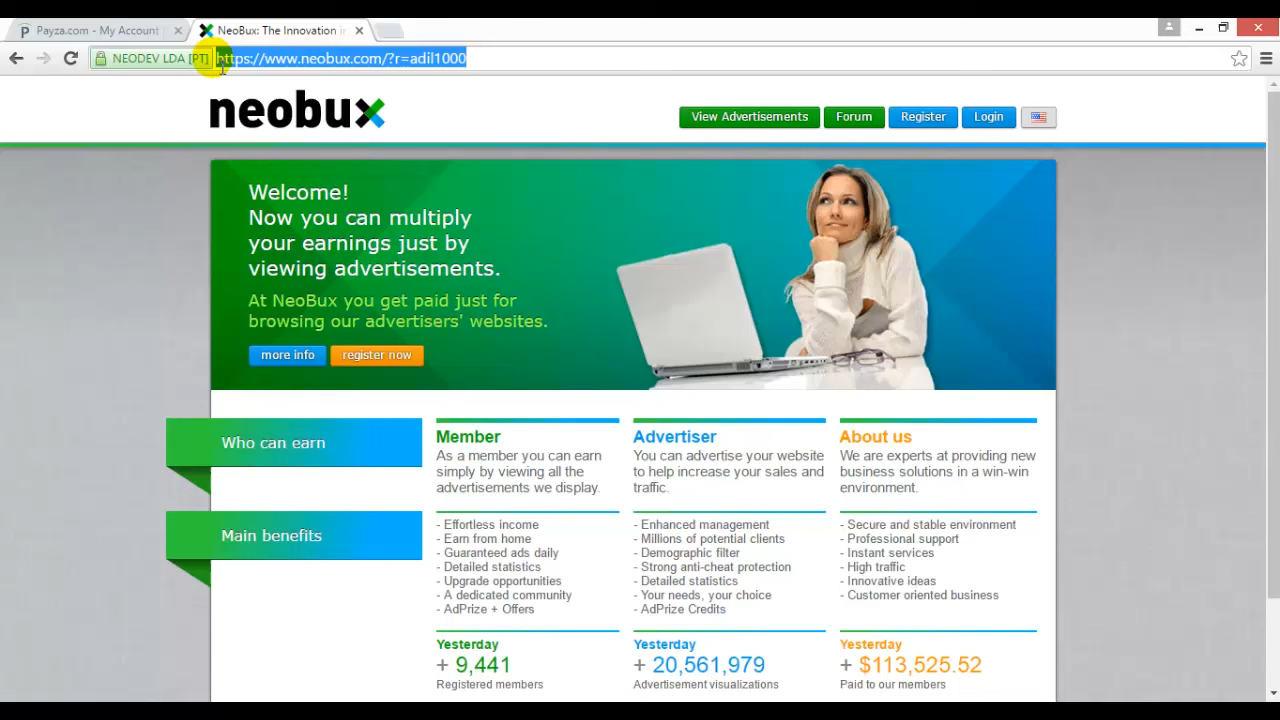 Payza.com - My Account
NeoBux: The Innovation i
NEODEV LDA [PT]
https://www.neobux.com/?r=adil1000
neobux
View Advertisements
Forum
Register
Login
Welcome!
Now you can multiply
your earnings just by
viewing advertisements.
At NeoBux you get paid just for
browsing our advertisers' websites.
more info
register now
Who can earn
Member
As a member you can earn
simply by viewing all the
advertisements we display.
Advertiser
You can advertise your website
to help increase your sales and
traffic.
About us
We are experts at providing new
business solutions in a win-win
environment.
Main benefits
- Effortless income
- Earn from home
- Guaranteed ads daily
- Detailed statistics
- Upgrade opportunities
- A dedicated community
- AdPrize + Offers
- Enhanced management
- Millions of potential clients
- Demographic filter
- Strong anti-cheat protection
- Detailed statistics
- Your needs, your choice
- AdPrize Credits
- Secure and stable environment
- Professional support
- Instant services
- High traffic
- Innovative ideas
- Customer oriented business
Yesterday
+ 9,441
Registered members
Yesterday
+ 20,561,979
Advertisement visualizations
Yesterday
+ $113,525.52
Paid to our members